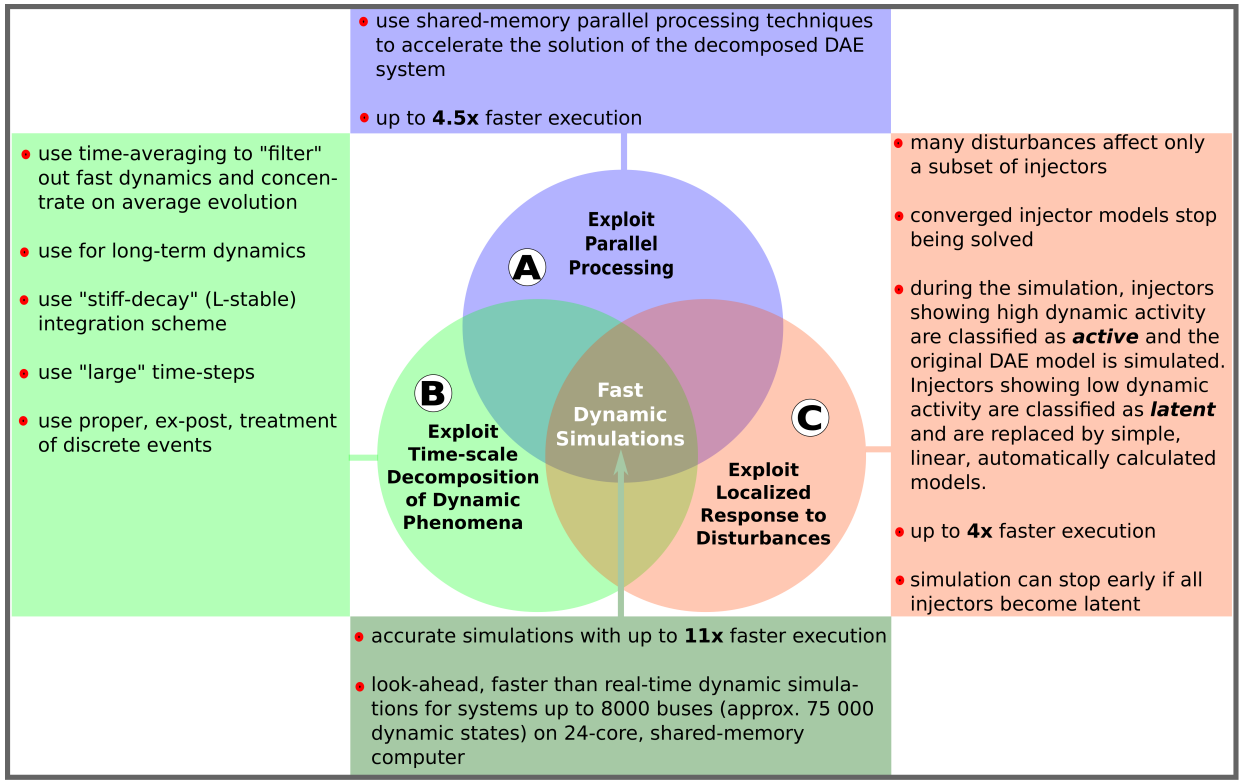 use shared-memory parallel processing techniques
to accelerate the solution of the decomposed DAE
system
up to 4.5x faster execution
use time-averaging to "filter"
out fast dynamics and concen-
trate on average evolution
use for long-term dynamics
use "stiff-decay" (L-stable)
integration scheme
use "large" time-steps
use proper, ex-post, treatment
of discrete events
A
Exploit
Parallel
Processing
B
Exploit
Time-scale
Decomposition
of Dynamic
Phenomena
Fast
Dynamic
Simulations
C
Exploit
Localized
Response to
Disturbances
many disturbances affect only
a subset of injectors
converged injector models stop
being solved
during the simulation, injectors
showing high dynamic activity
are classified as active and the
original DAE model is simulated.
Injectors showing low dynamic
activity are classified as latent
and are replaced by simple,
linear, automatically calculated
models.
up to 4x faster execution
simulation can stop early if all
injectors become latent
accurate simulations with up to 11x faster execution
look-ahead, faster than real-time dynamic simula-
tions for systems up to 8000 buses (approx. 75 000
dynamic states) on 24-core, shared-memory
computer